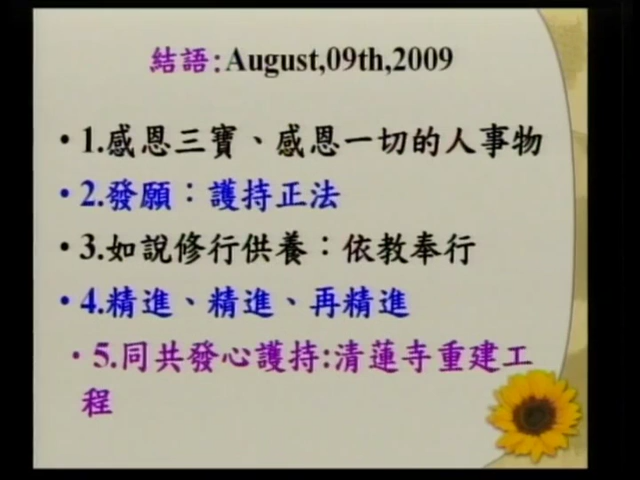 結語:August,09th,2009
•1.感恩三寶、感恩一切的人事物
•2.發願：護持正法
•3.如說修行供養：依教奉行
•4.精進、精進、再精進
•5.同共發心護持:清蓮寺重建工
程